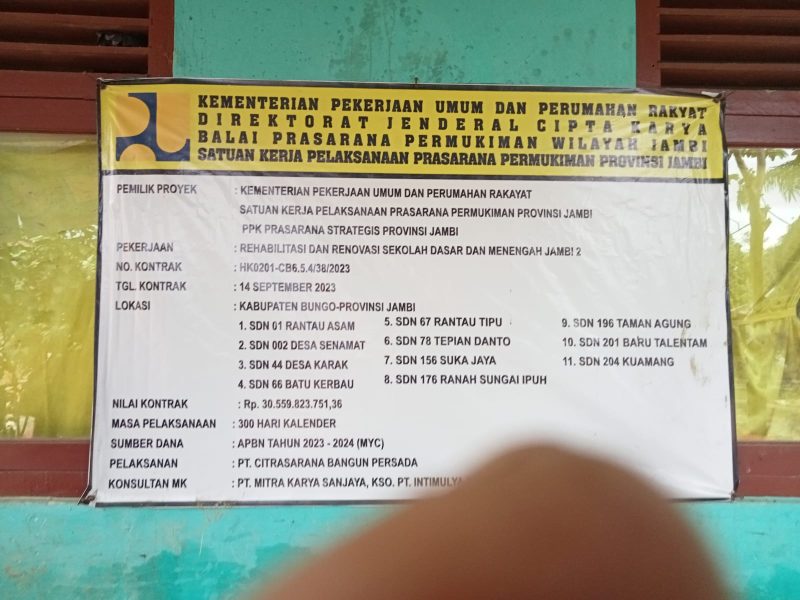 KEMENTERIAN PEKERJAAN UMUM DAN PERUMAHAN RAKYAT
DIREKTORAT JENDERAL CIPTA KARYA
BALAI PRASARANA PERMUKIMAN WILAYAH JAMBI
SATUAN KERJA PELAKSANAAN PRASARANA PERMUKIMAN PROVINSI JAMBI
PEMILIK PROYEK : KEMENTERIAN PEKERJAAN UMUM DAN PERUMAHAN RAKAYAT
SATUAN KERJA PELAKSANAAN PRASARANA PERMUKIMAN PROVINSI JAMBI
PPK PRASARANA STRATEGIS PROVINSI JAMBI
PEKERJAAN : REHABILITASI DAN RENOVASI SEKOLAH DASAR DAN MENENGAH JAMBI 2
NO. KONTRAK : HK0201-CB6.5.4/38/2023
TGL. KONTRAK : 14 SEPTEMBER 2023
LOKASI : KABUPATEN BUNGO-PROVINSI JAMBI
1. SDN 01 RANTAU ASAM
2. SDN 002 DESA SENAMAT
3. SDN 44 DESA KARAK
4. SDN 66 BATU KERBAU
5. SDN 67 RANTAU TIPU
6. SDN 78 TEPIAN DANTO
7. SDN 156 SUKA JAYA
8. SDN 176 RANAH SUNGAI IPUH
9. SDN 196 TAMAN AGUNG
10. SDN 201 BARU TALENTAM
11. SDN 204 KUAMANG
NILAI KONTRAK : Rp. 30.559.823.751,36
MASA PELAKSANAAN : 300 HARI KALENDER
SUMBER DANA : APBN TAHUN 2023 - 2024 (MYC)
PELAKSANAN : PT. CITRASARANA BANGUN PERSADA
KONSULTAN MK : PT. MITRA KARYA SANJAYA, KSO. PT.